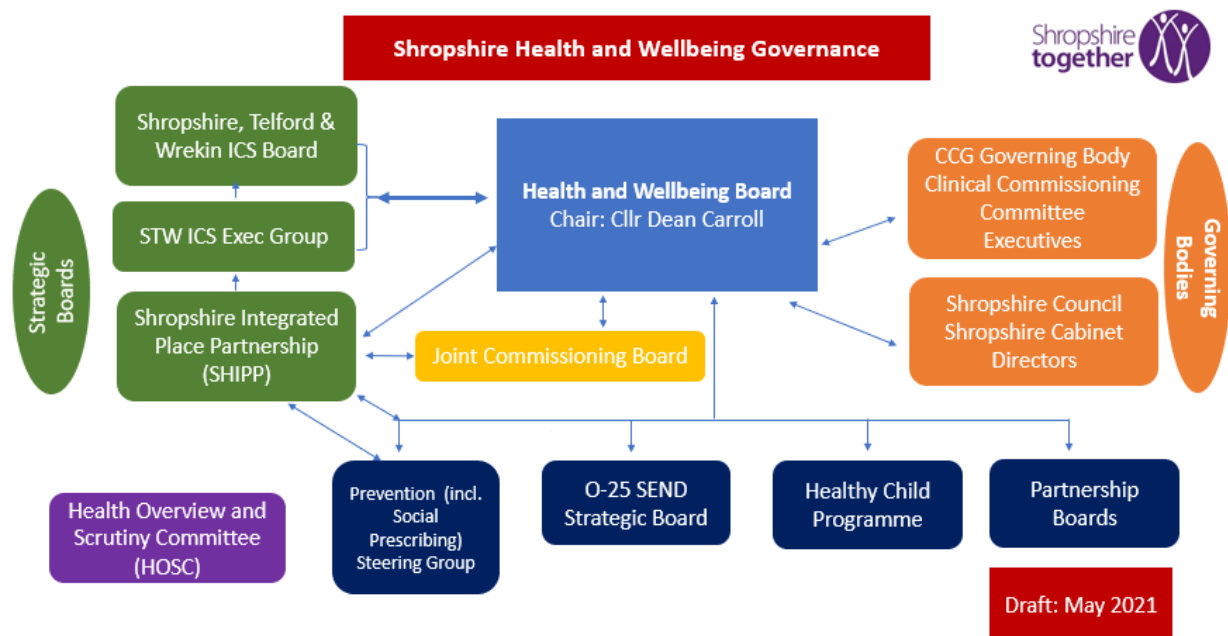 Shropshire Health and Wellbeing Governance
Shropshire
together
Shropshire, Telford &
Wrekin ICS Board
STW ICS Exec Group
Shropshire Integrated
Place Partnership
(SHIPP)
Strategic
Boards
Health and Wellbeing Board
Chair: Cllr Dean Carroll
Joint Commissioning Board
CCG Governing Body
Clinical Commissioning
Committee
Executives
Shropshire Council
Shropshire Cabinet
Directors
Governing
Bodies
Health Overview and
Scrutiny Committee
(HOSC)
Prevention (incl.
Social
Prescribing)
Steering Group
O-25 SEND
Strategic Board
Healthy Child
Programme
Partnership
Boards
Draft: May 2021